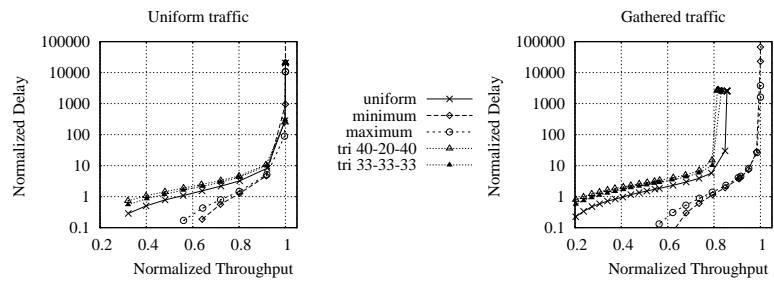 Uniform traffic
Normalized Delay
100000
10000
1000
100
10
1
0.1
0.2
0.4
0.6
0.8
1
Normalized Throughput
uniform
minimum
maximum
tri 40-20-40
tri 33-33-33
Gathered traffic
Normalized Delay
100000
10000
1000
100
10
1
0.1
0.2
0.4
0.6
0.8
1
Normalized Throughput